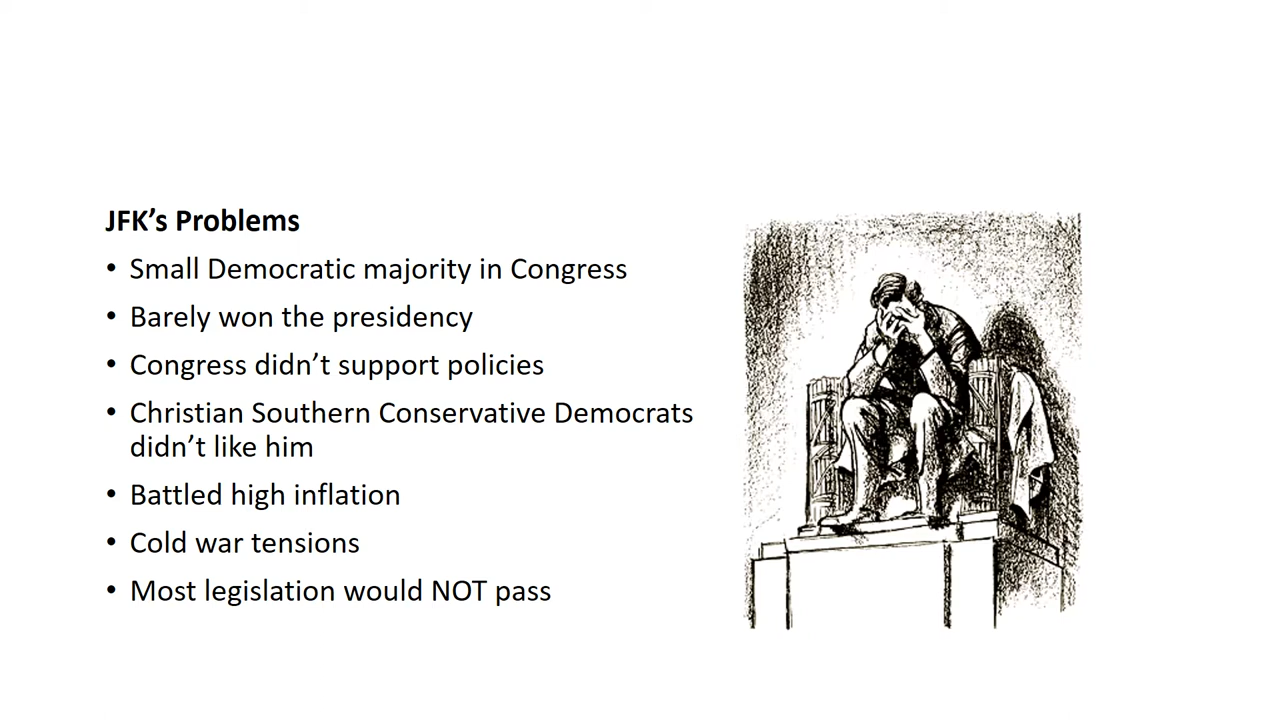 JFK’s Problems
• Small Democratic majority in Congress
• Barely won the presidency
• Congress didn’t support policies
• Christian Southern Conservative Democrats
didn’t like him
• Battled high inflation
• Cold war tensions
• Most legislation would NOT pass